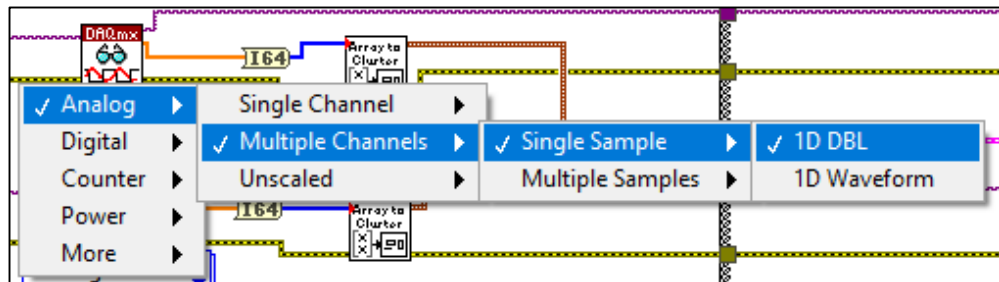 DAQmx
I64
Array to
Cluster
✓ Analog
Single Channel
Digital
✓ Multiple Channels
✓ Single Sample
✓ 1D DBL
Counter
Unscaled
Multiple Samples
1D Waveform
Power
I64
Array to
Cluster
More